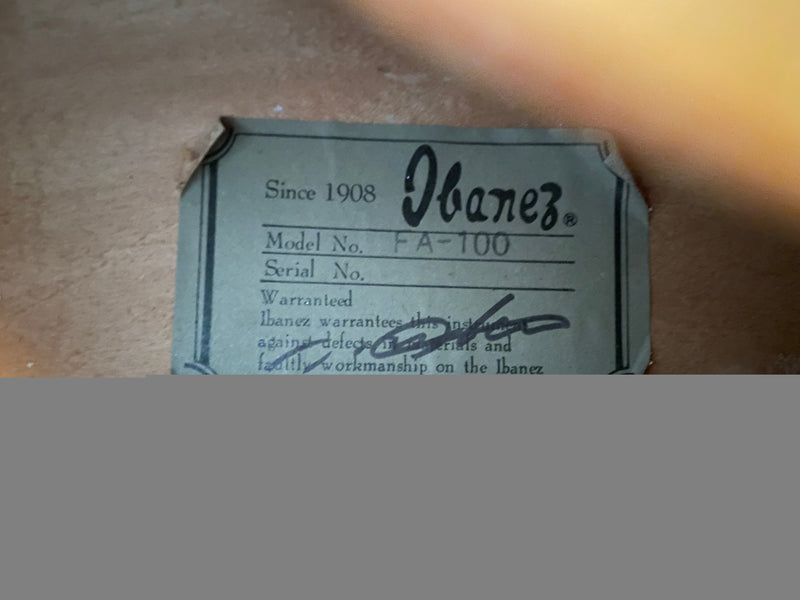 Since 1908 Ibanez®
Model No. FA-100
Serial No.
Warranteed
Ibanez warrantees this instrument
against defects in materials and
faultly workmanship on the Ibanez